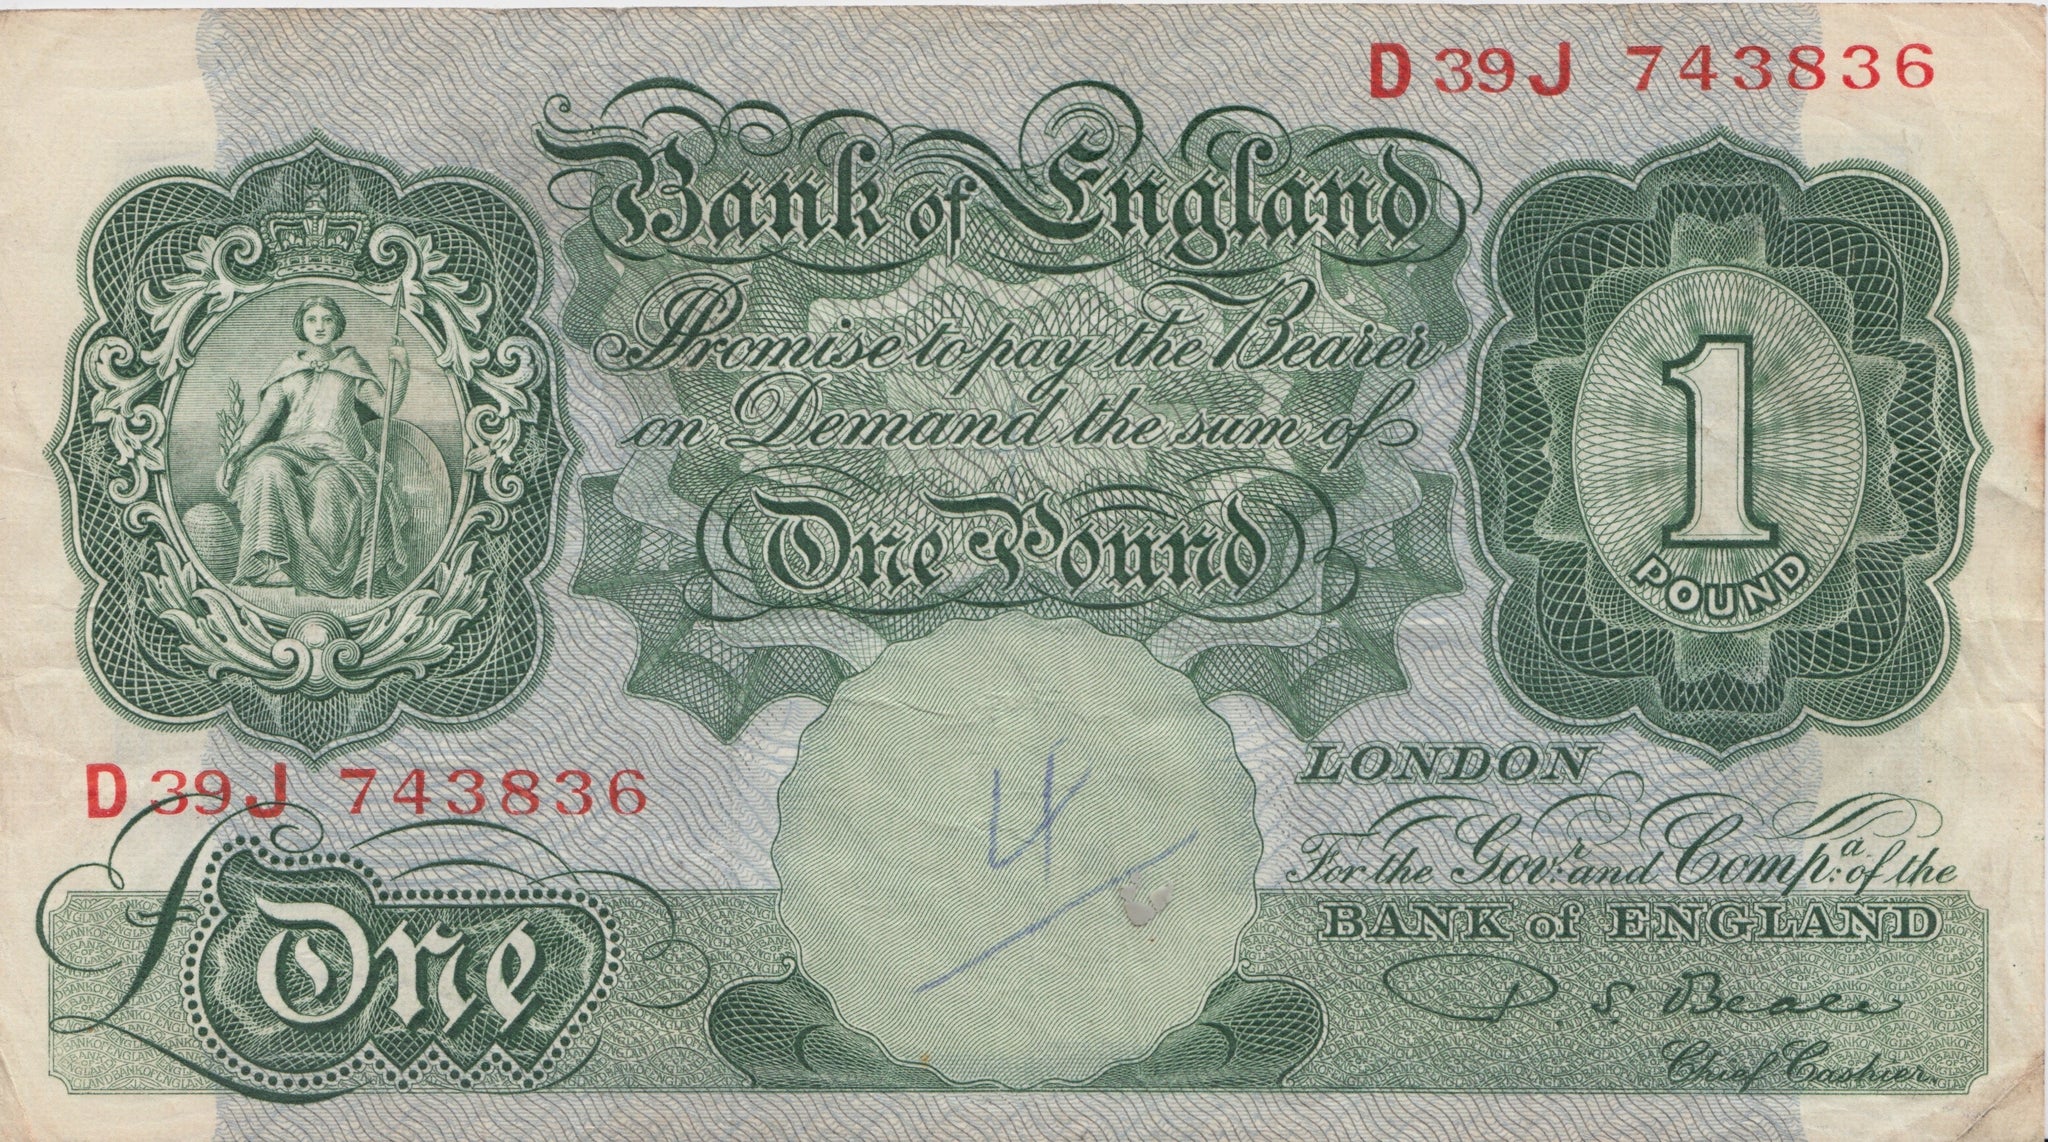 D39J 743836
Bank of England
Promise to pay the Bearer
on Demand the sum of
One Pound
1
POUND
D39J 743836
£One
4
LONDON
For the Govr. and Compa. of the
BANK of ENGLAND
P. S. Beale
Chief Cashier.